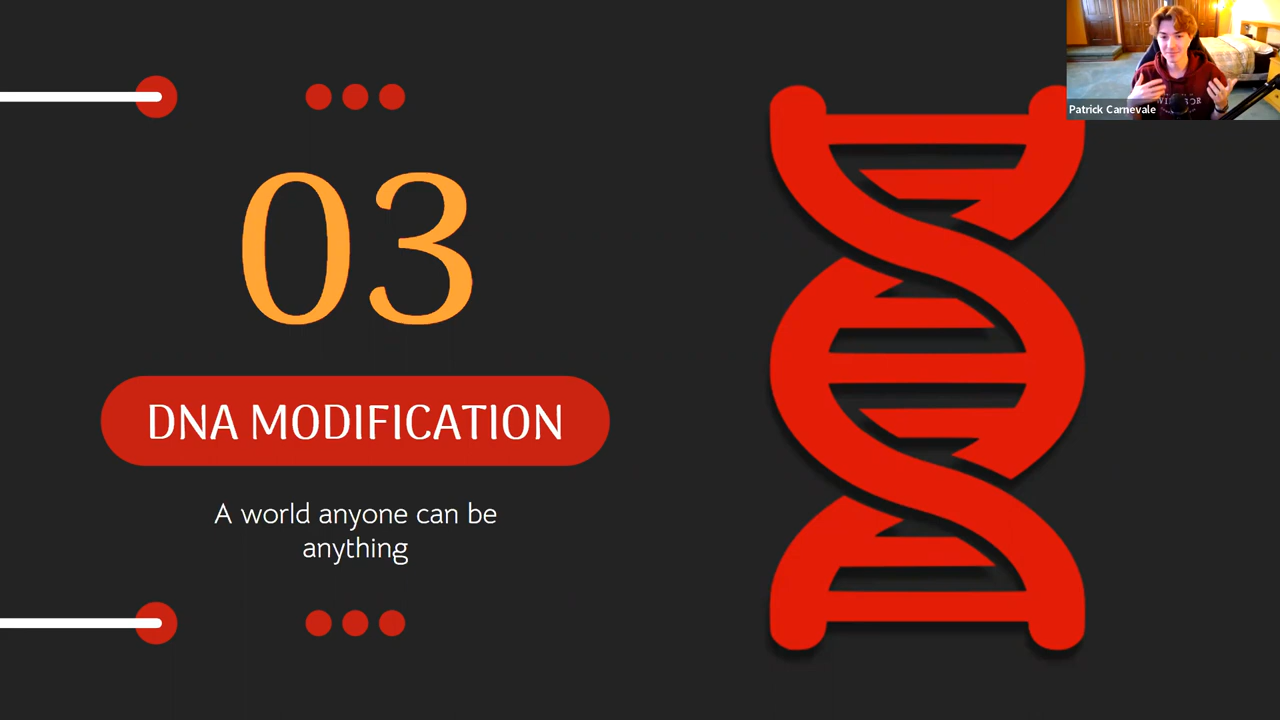 03
DNA MODIFICATION
A world anyone can be
anything
Patrick Carnevale